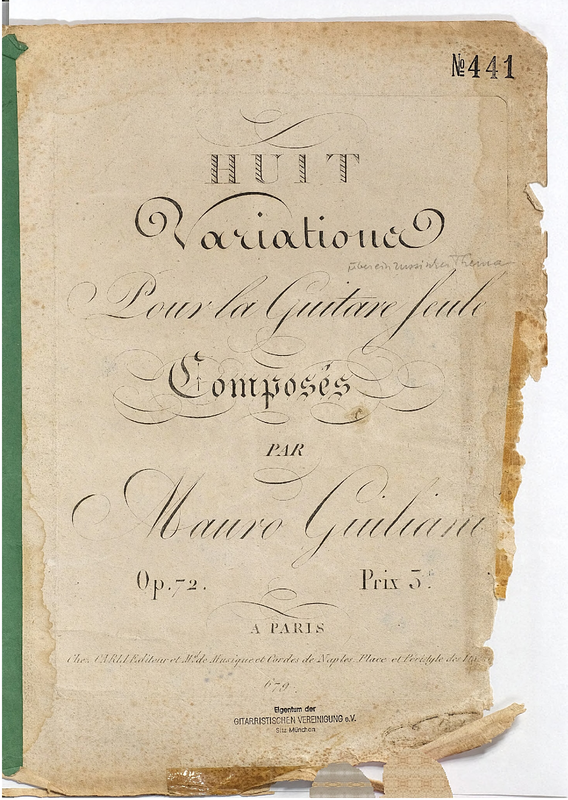 №441
HUIT
Variations
über ein russisches Thema
Pour la Guitare seule
Composés
PAR
Mauro Guiliani
Op. 72. Prix 3.f
A PARIS
Chez CARLI Editeur et Md. de Musique et Cordes de Naples, Place et Péristyle des
679
Eigentum der
GITARRISTISCHEN VEREINIGUNG e.V.
Sitz München